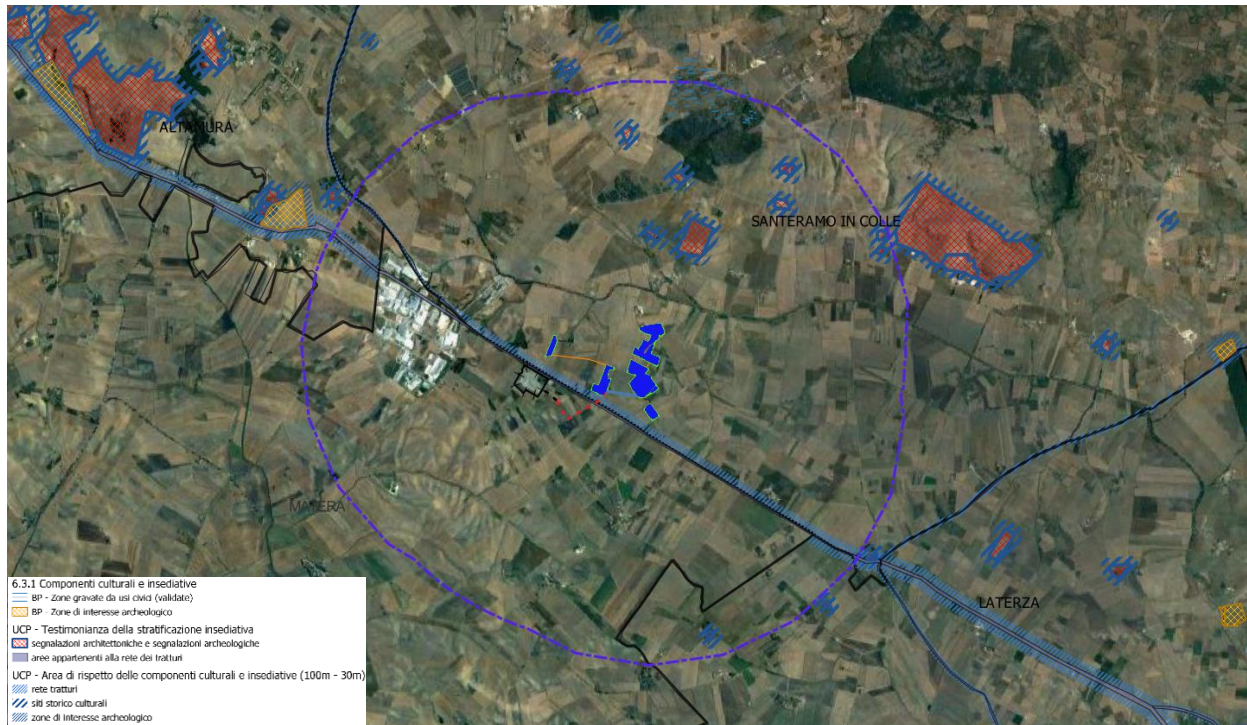 ALTAMURA
SANTERAMO IN COLLE
MATERA
LATERZA
6.3.1 Componenti culturali e insediative
BP - Zone gravate da usi civici (validate)
BP - Zone di interesse archeologico
UCP - Testimonianza della stratificazione insediativa
segnalazioni architettoniche e segnalazioni archeologiche
aree appartenenti alla rete dei tratturi
UCP - Area di rispetto delle componenti culturali e insediative (100m - 30m)
rete tratturi
siti storico culturali
zone di interesse archeologico